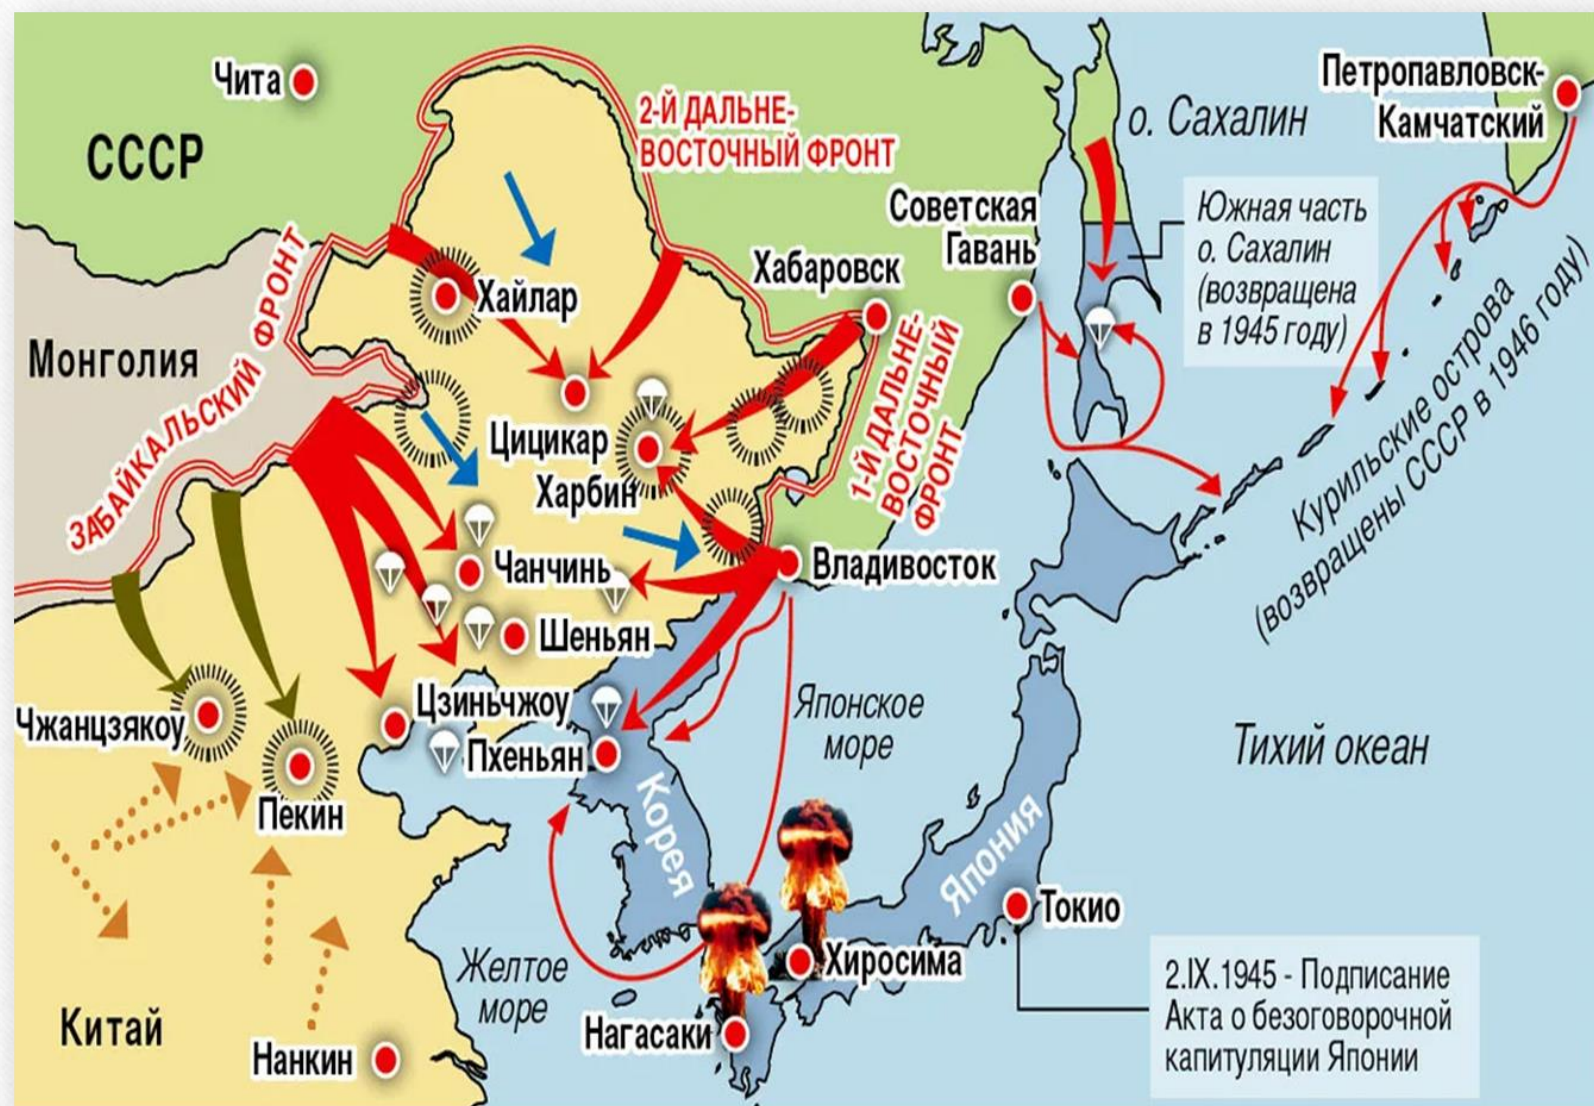 Чита
СССР
2-Й ДАЛЬНЕ-
ВОСТОЧНЫЙ ФРОНТ
о. Сахалин
Петропавловск-
Камчатский
Советская
Гавань
Южная часть
о. Сахалин
(возвращена
в 1945 году)
Хабаровск
Хайлар
Монголия
ЗАБАЙКАЛЬСКИЙ ФРОНТ
1-Й ДАЛЬНЕ-
ВОСТОЧНЫЙ
ФРОНТ
Цицикар
Харбин
Курильские острова
(возвращены СССР в 1946 году)
Чанчинь
Владивосток
Шеньян
Цзиньчжоу
Чжанцзякоу
Пхеньян
Японское
море
Тихий океан
Пекин
Корея
Япония
Токио
Желтое
море
Хиросима
2.IX.1945 - Подписание
Акта о безоговорочной
капитуляции Японии
Китай
Нагасаки
Нанкин